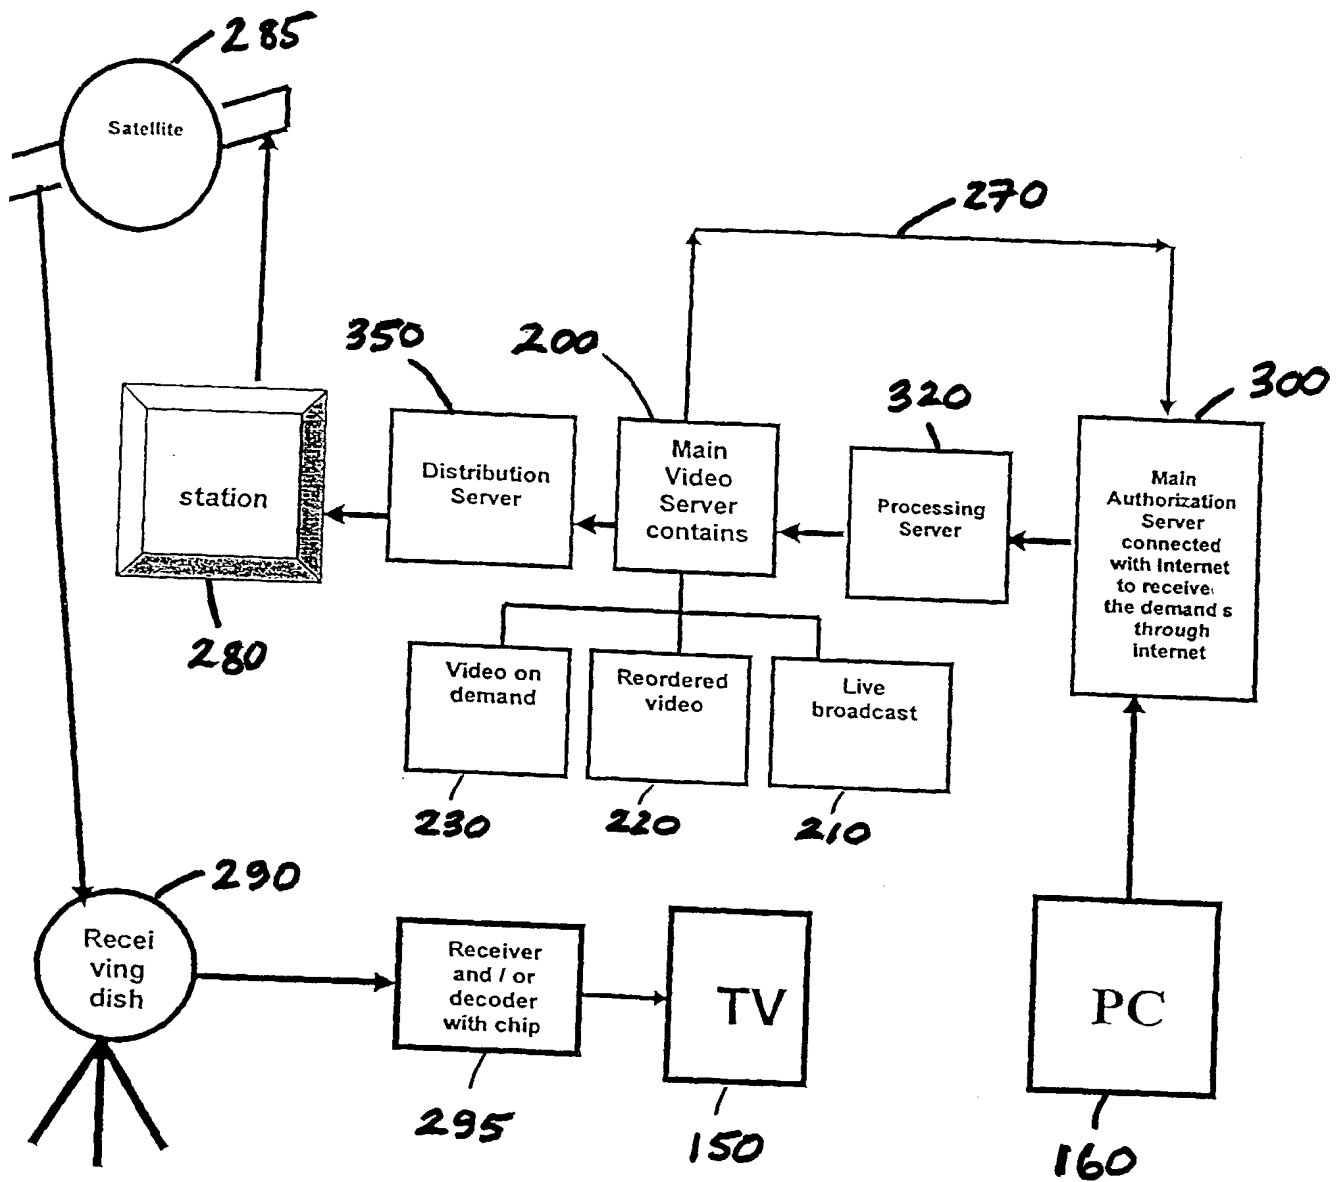 285
Satellite
270
350
200
320
300
station
Distribution
Server
Main
Video
Server
contains
Processing
Server
Main
Authorization
Server
connected
with Internet
to receive
the demand s
through
internet
280
Video on
demand
Reordered
video
Live
broadcast
230
220
210
290
Recei
ving
dish
Receiver
and / or
decoder
with chip
TV
PC
295
150
160